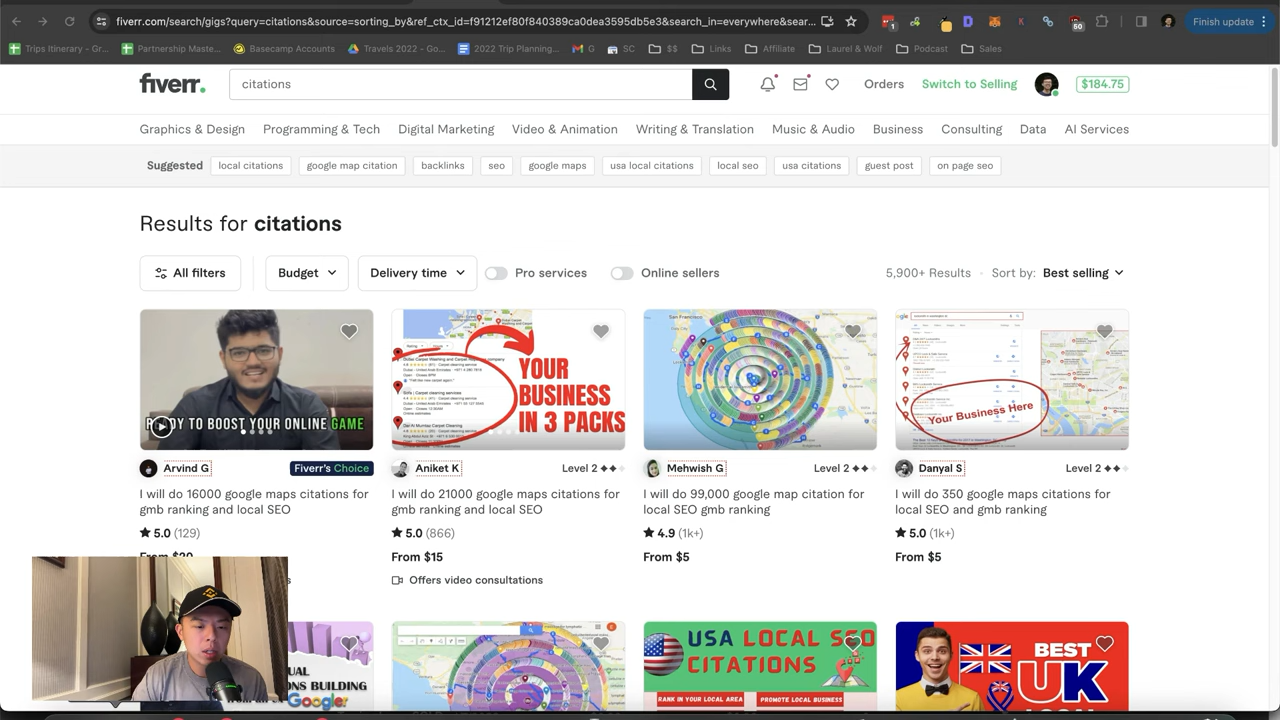 fiverr.com/search/gigs?query=citations&source=sorting_by&ref_ctx_id=f91212ef80f840389ca0dea3595db5e3&search_in=everywhere&sear...
1
50
Finish update
Trips Itinerary - Gr...
Partnership Maste...
Basecamp Accounts
Travels 2022 - Go...
2022 Trip Planning...
G
SC
$$
Links
Affiliate
Laurel & Wolf
Podcast
Sales
fiverr.
citations
Orders
Switch to Selling
$184.75
Graphics & Design
Programming & Tech
Digital Marketing
Video & Animation
Writing & Translation
Music & Audio
Business
Consulting
Data
AI Services
Suggested
local citations
google map citation
backlinks
seo
google maps
usa local citations
local seo
usa citations
guest post
on page seo
Results for citations
All filters
Budget
Delivery time
Pro services
Online sellers
5,900+ Results
Sort by: Best selling
READY TO BOOST YOUR ONLINE GAME
Arvind G
Fiverr's Choice
I will do 16000 google maps citations for
gmb ranking and local SEO
5.0 (129)
From $20
YOUR
BUSINESS
IN 3 PACKS
Aniket K
Level 2
I will do 21000 google maps citations for
gmb ranking and local SEO
5.0 (866)
From $15
Offers video consultations
San Francisco
Mehwish G
Level 2
I will do 99,000 google map citation for
local SEO gmb ranking
4.9 (1k+)
From $5
Your Business Here
Danyal S
Level 2
I will do 350 google maps citations for
local SEO and gmb ranking
5.0 (1k+)
From $5
Google
USA LOCAL SEO
CITATIONS
RANK IN YOUR LOCAL AREA
PROMOTE LOCAL BUSINESS
BEST
UK